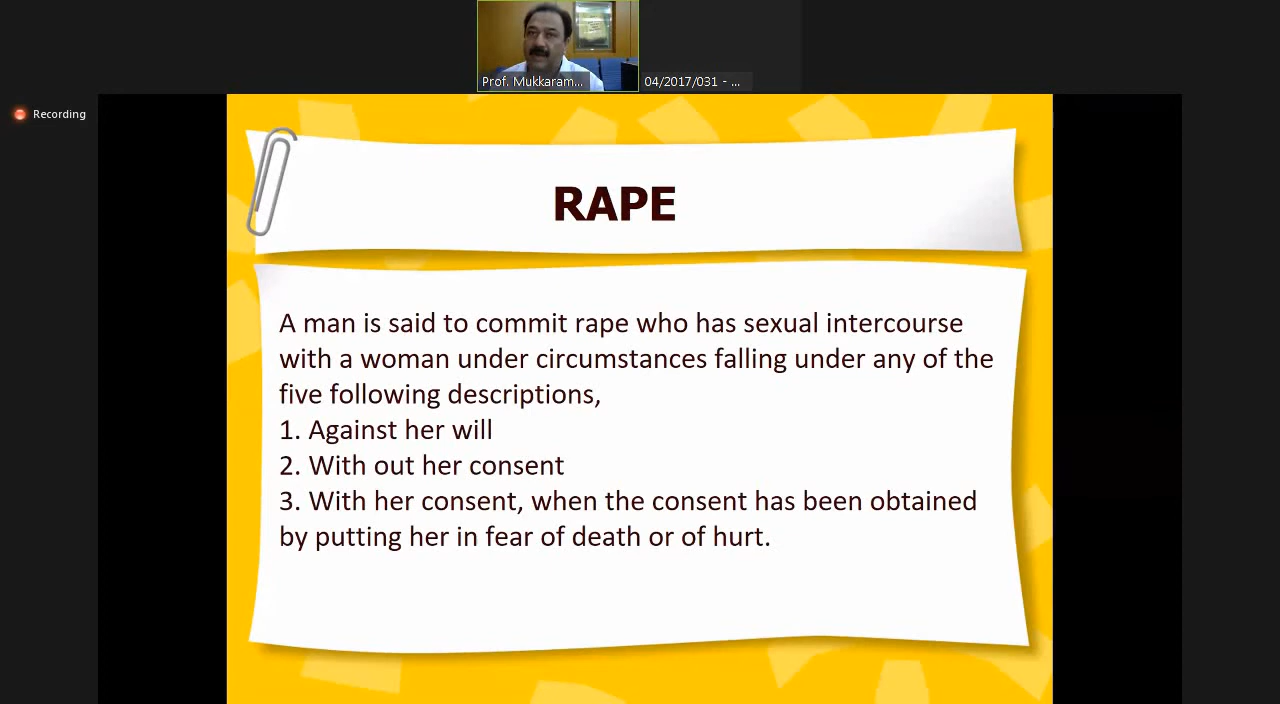 Prof. Mukkaram...
04/2017/031 - ...
Recording
RAPE
A man is said to commit rape who has sexual intercourse
with a woman under circumstances falling under any of the
five following descriptions,
1. Against her will
2. With out her consent
3. With her consent, when the consent has been obtained
by putting her in fear of death or of hurt.